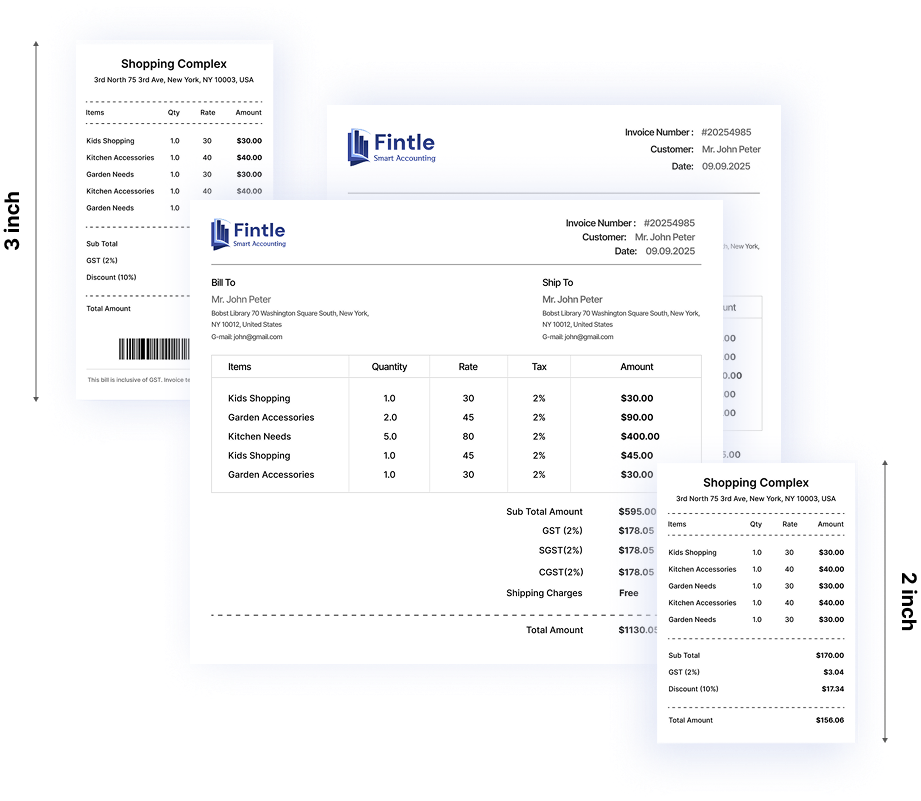 3 inch
Shopping Complex
3rd North 75 3rd Ave, New York, NY 10003, USA
Items Qty Rate Amount
Kids Shopping 1.0 30 $30.00
Kitchen Accessories 1.0 40 $40.00
Garden Needs 1.0 30 $30.00
Kitchen Accessories 1.0 40 $40.00
Garden Needs 1.0
Sub Total
GST (2%)
Discount (10%)
Total Amount
This bill is inclusive of GST. Invoice
Fintle
Smart Accounting
Invoice Number : #20254985
Customer: Mr. John Peter
Date: 09.09.2025
New York,
Fintle
Smart Accounting
Invoice Number : #20254985
Customer: Mr. John Peter
Date: 09.09.2025
Bill To Ship To
Mr. John Peter Mr. John Peter
Bobst Library 70 Washington Square South, New York, Bobst Library 70 Washington Square South, New York,
NY 10012, United States NY 10012, United States
G-mail: john@gmail.com G-mail: john@gmail.com
Items Quantity Rate Tax Amount
Kids Shopping 1.0 30 2% $30.00
Garden Accessories 2.0 45 2% $90.00
Kitchen Needs 5.0 80 2% $400.00
Kids Shopping 1.0 45 2% $45.00
Garden Accessories 1.0 30 2% $30.00
Sub Total Amount $595.00
GST (2%) $178.05
SGST(2%) $178.05
CGST(2%) $178.05
Shipping Charges Free
Total Amount $1130.05
Shopping Complex
3rd North 75 3rd Ave, New York, NY 10003, USA
Items Qty Rate Amount
Kids Shopping 1.0 30 $30.00
Kitchen Accessories 1.0 40 $40.00
Garden Needs 1.0 30 $30.00
Kitchen Accessories 1.0 40 $40.00
Garden Needs 1.0 30 $30.00
Sub Total $170.00
GST (2%) $3.04
Discount (10%) $17.34
Total Amount $156.06
2 inch